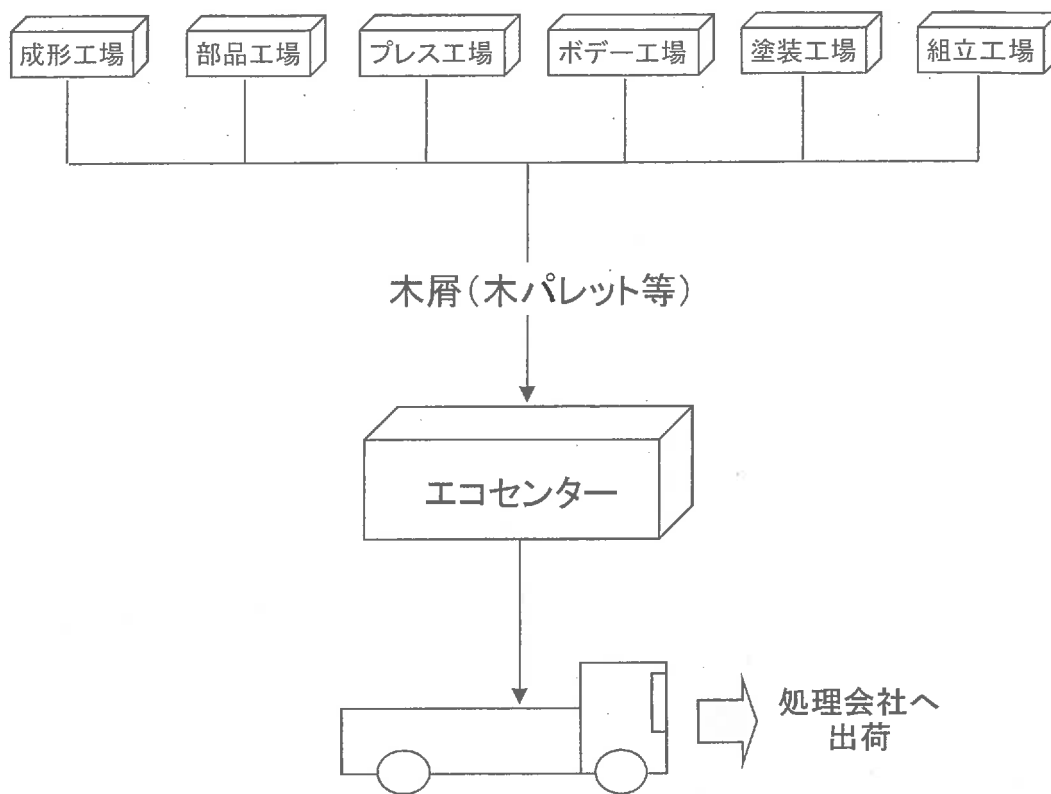 成形工場
部品工場
プレス工場
ボデー工場
塗装工場
組立工場
木屑(木パレット等)
エコセンター
処理会社へ
出荷